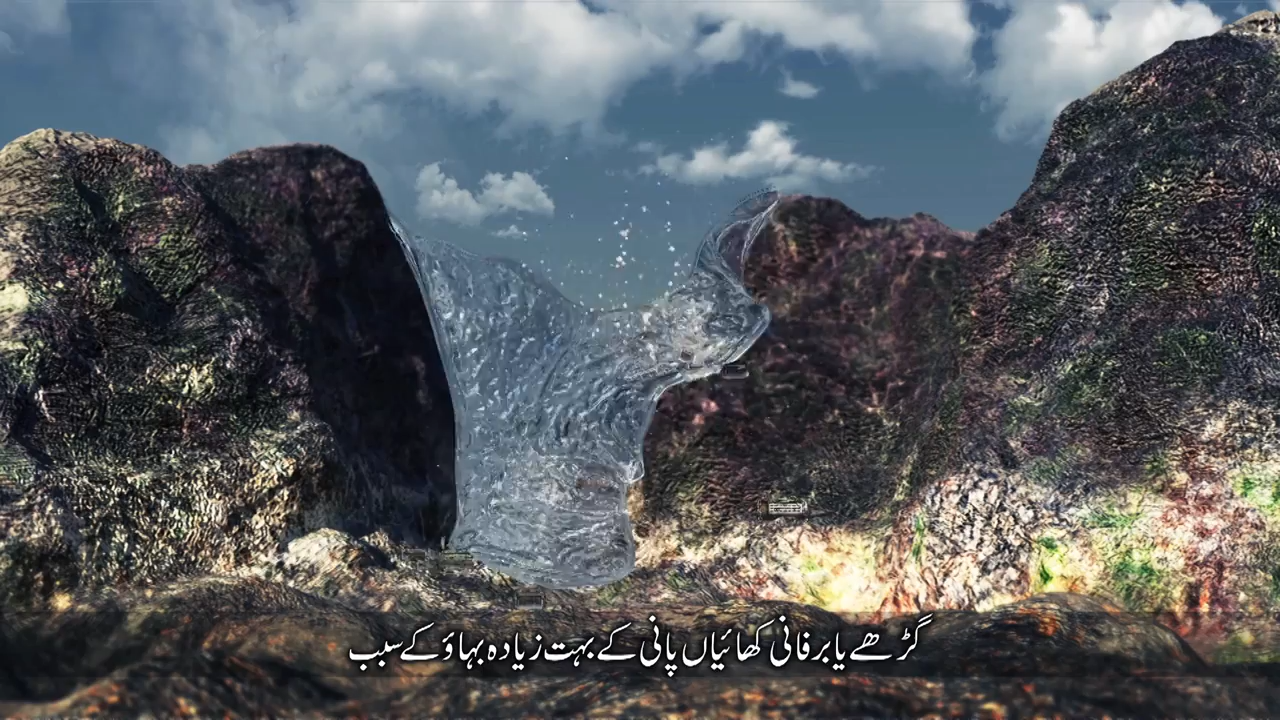 گڑھے یا برفانی کھائیاں پانی کے بہت زیادہ بہاؤ کے سبب